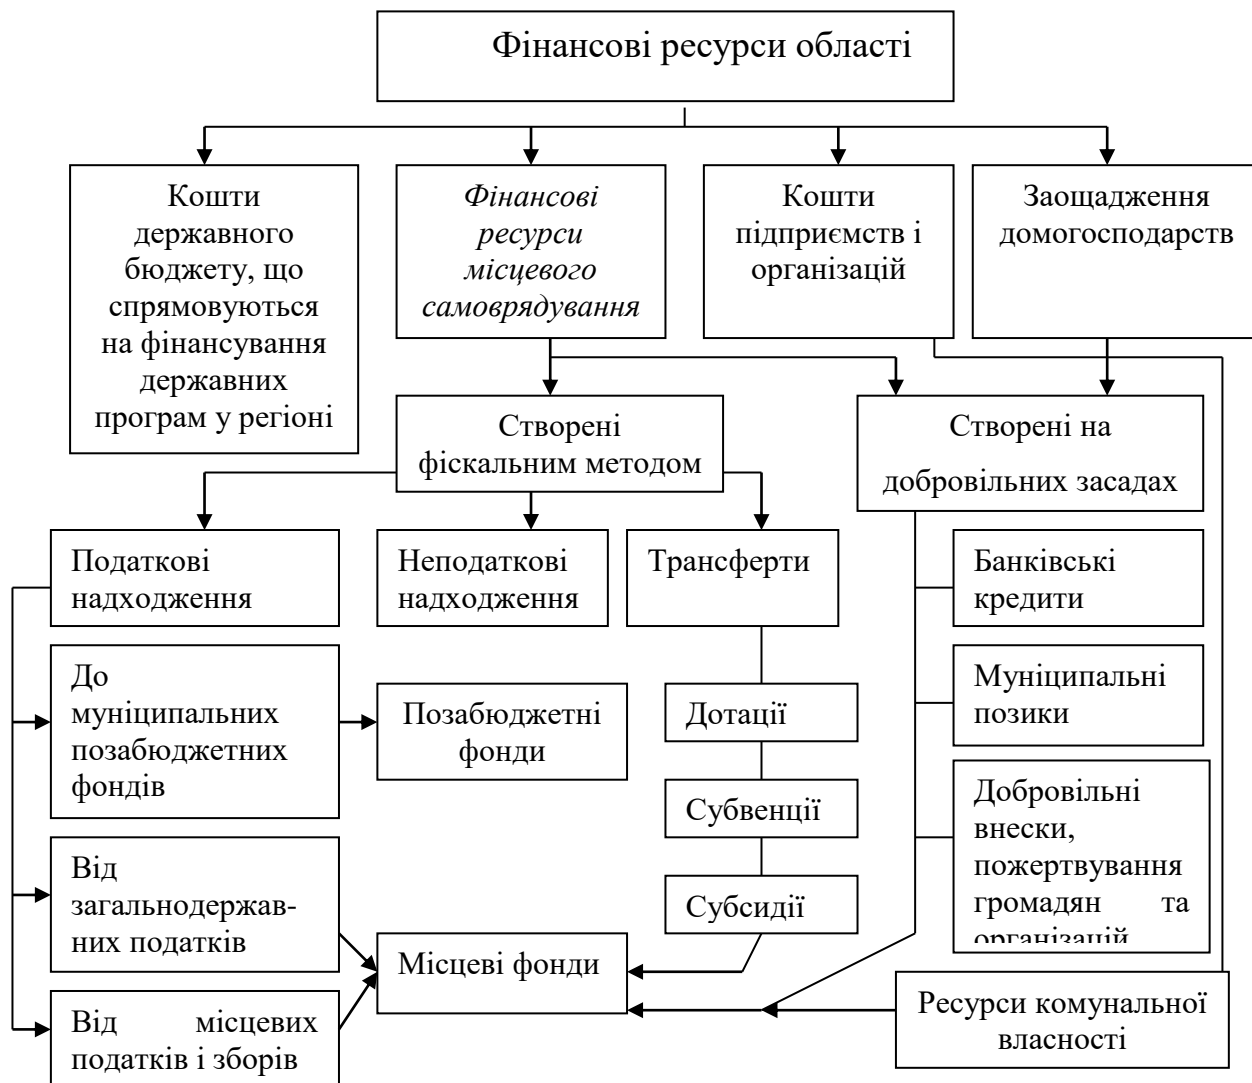 Фінансові ресурси області
Кошти
державного
бюджету, що
спрямовуються
на фінансування
державних
програм у регіоні
Фінансові
ресурси
місцевого
самоврядування
Кошти
підприємств і
організацій
Заощадження
домогосподарств
Створені
фіскальним методом
Створені на
добровільних засадах
Податкові
надходження
Неподаткові
надходження
Трансферти
Банківські
кредити
До
муніципальних
позабюджетних
фондів
Позабюджетні
фонди
Дотації
Муніципальні
позики
Субвенції
Добровільні
внески,
пожертвування
громадян та
організацій
Від
загальнодержав-
них податків
Субсидії
Місцеві фонди
Ресурси комунальної
власності
Від місцевих
податків і зборів